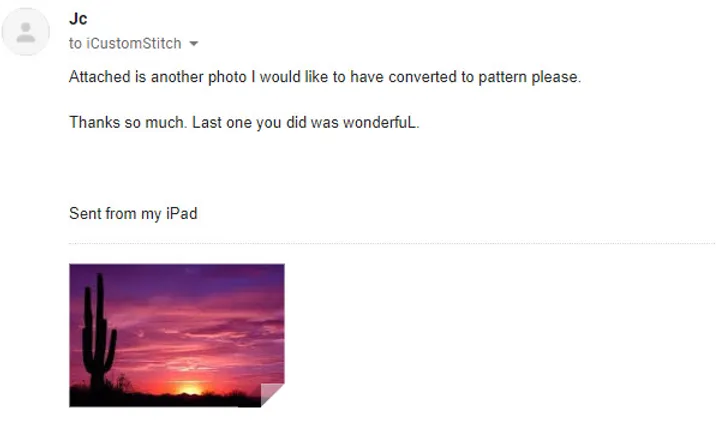 Jc
to iCustomStitch
Attached is another photo I would like to have converted to pattern please.
Thanks so much. Last one you did was wonderfuL.
Sent from my iPad